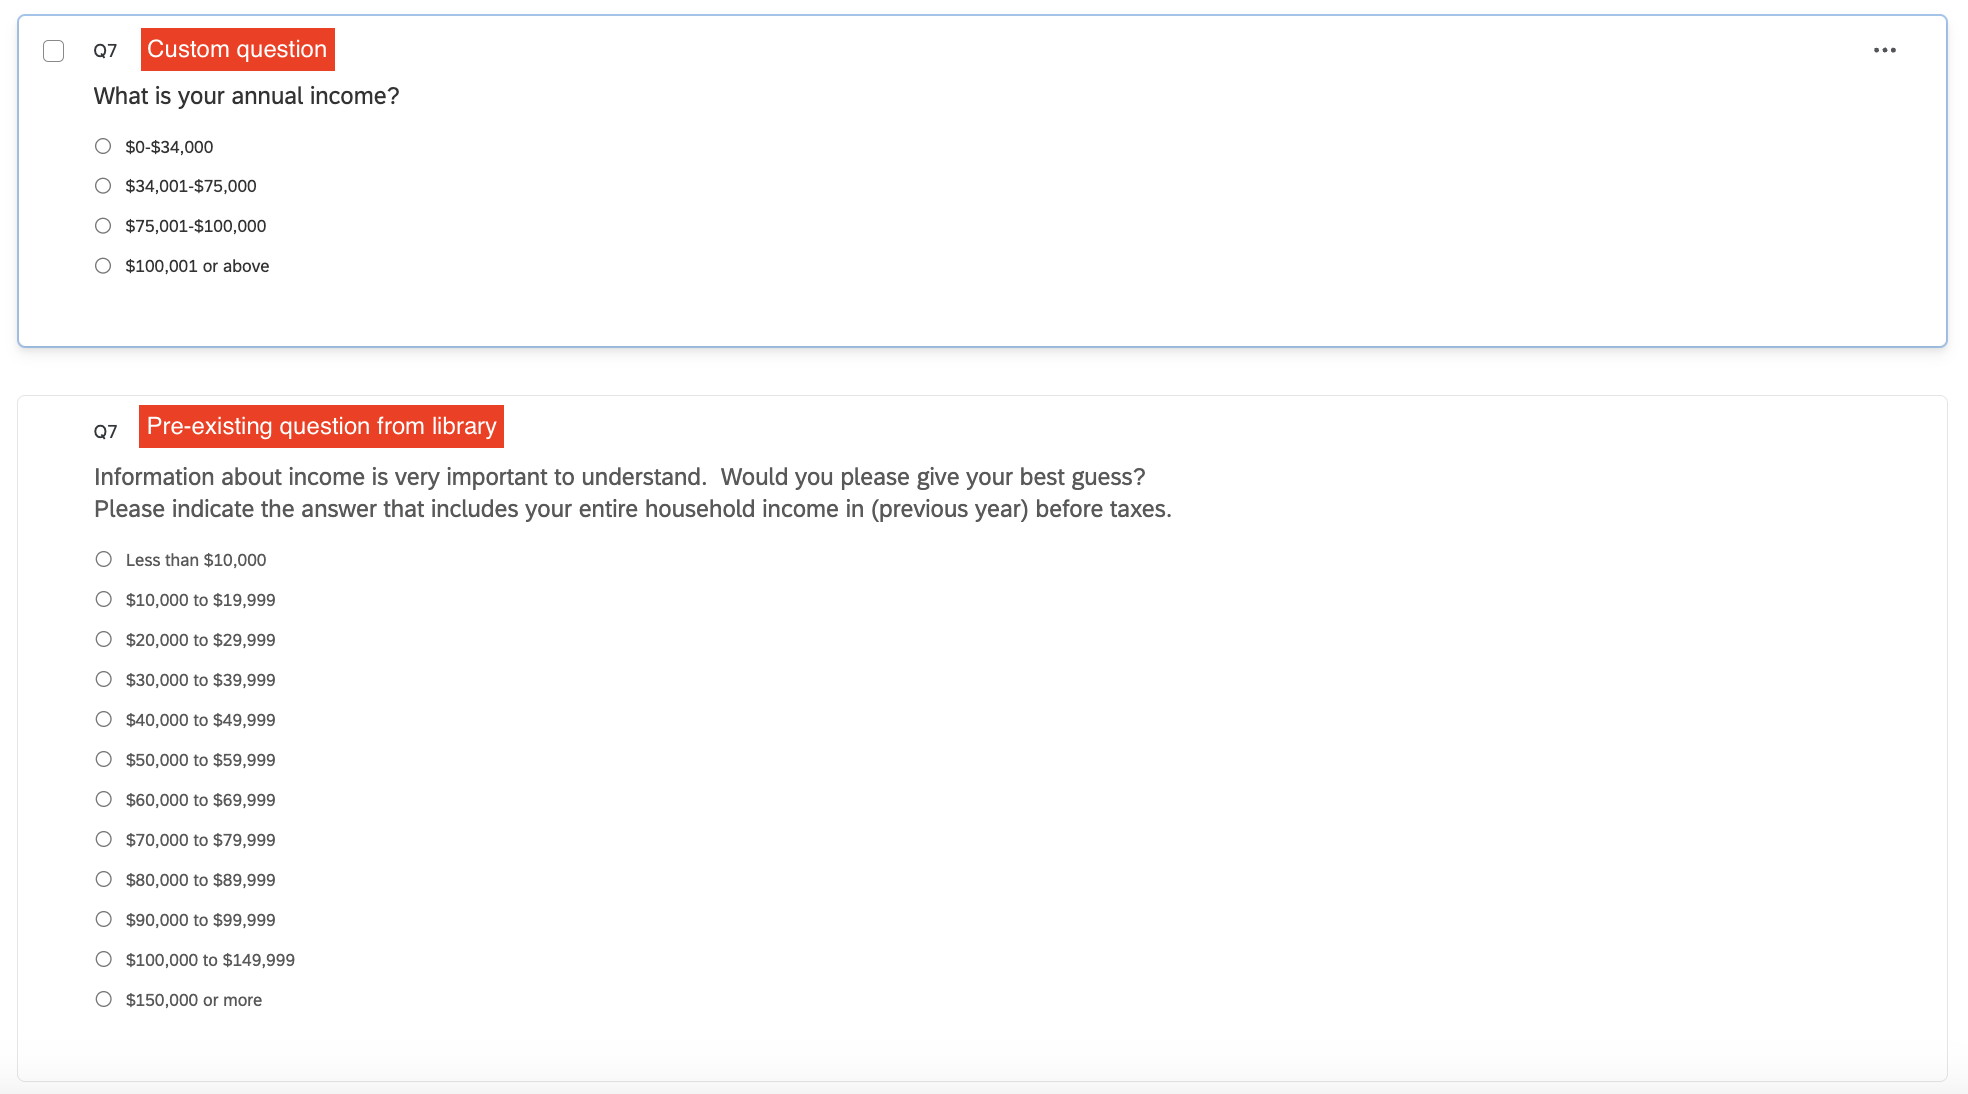 Q7 Custom question
What is your annual income?
$0-$34,000
$34,001-$75,000
$75,001-$100,000
$100,001 or above
Q7 Pre-existing question from library
Information about income is very important to understand.  Would you please give your best guess?
Please indicate the answer that includes your entire household income in (previous year) before taxes.
Less than $10,000
$10,000 to $19,999
$20,000 to $29,999
$30,000 to $39,999
$40,000 to $49,999
$50,000 to $59,999
$60,000 to $69,999
$70,000 to $79,999
$80,000 to $89,999
$90,000 to $99,999
$100,000 to $149,999
$150,000 or more